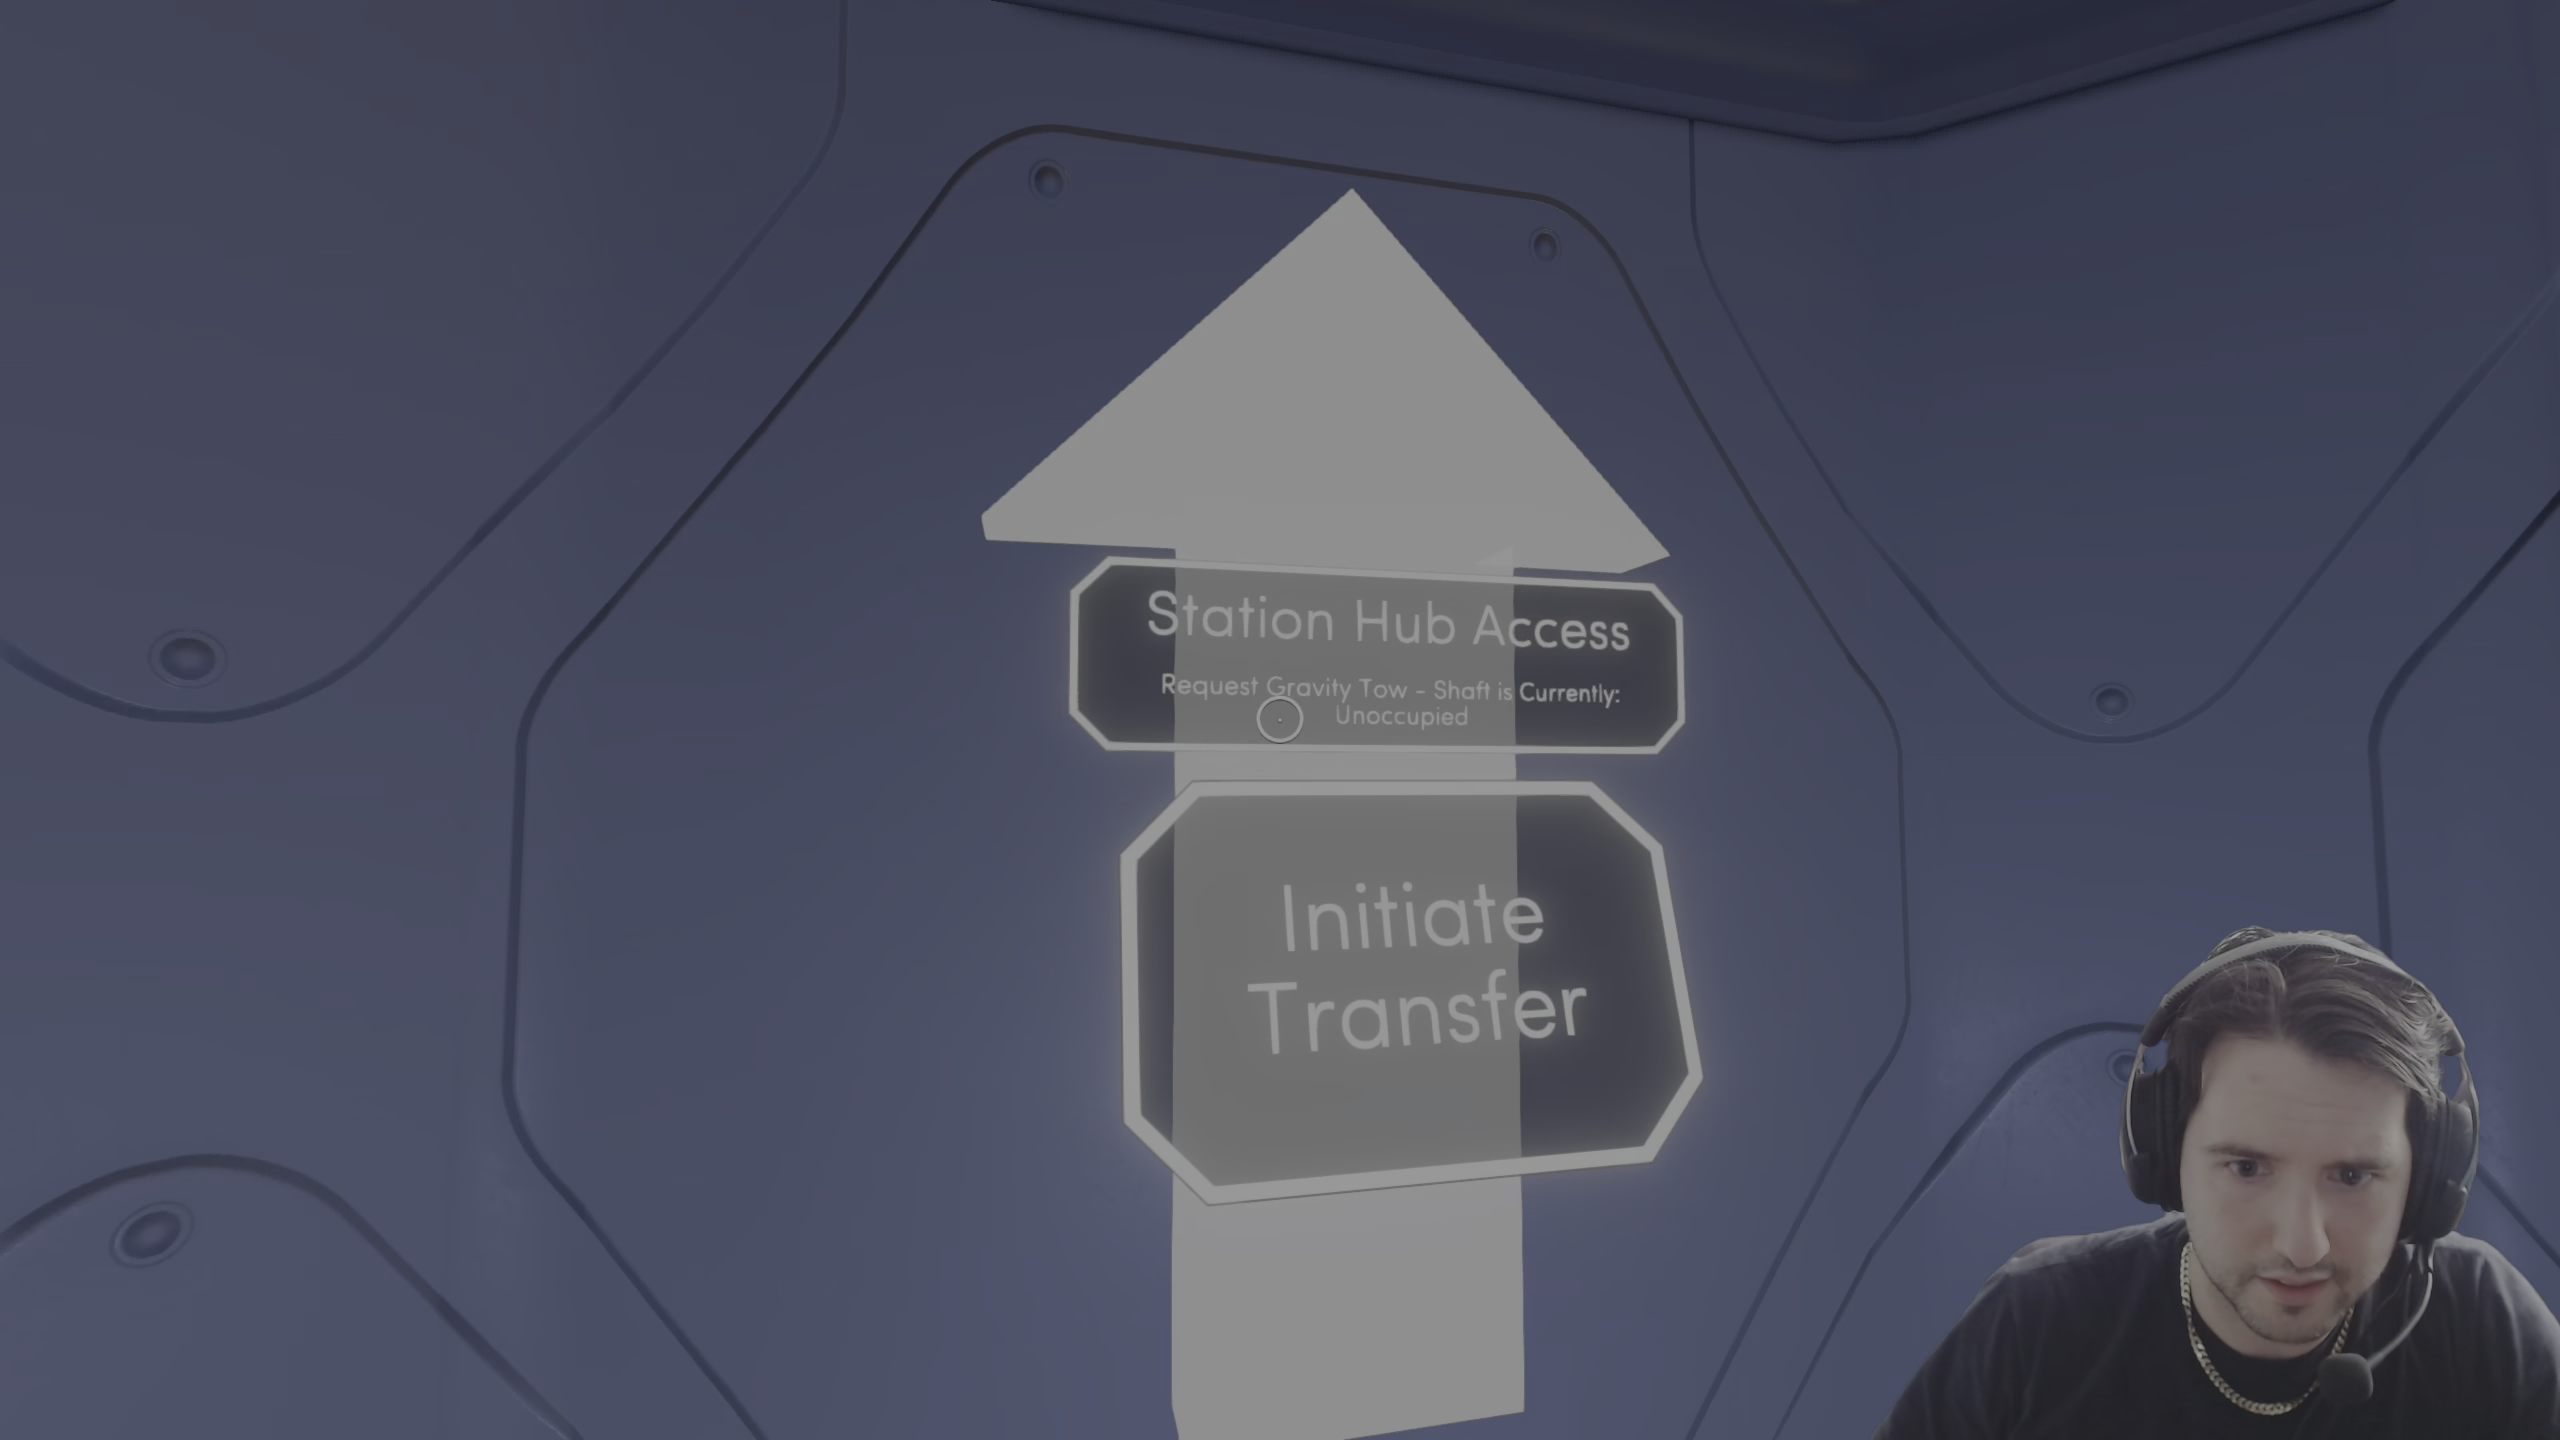 Station Hub Access
Request Gravity Tow - Shaft is Currently:
Unoccupied
Initiate
Transfer